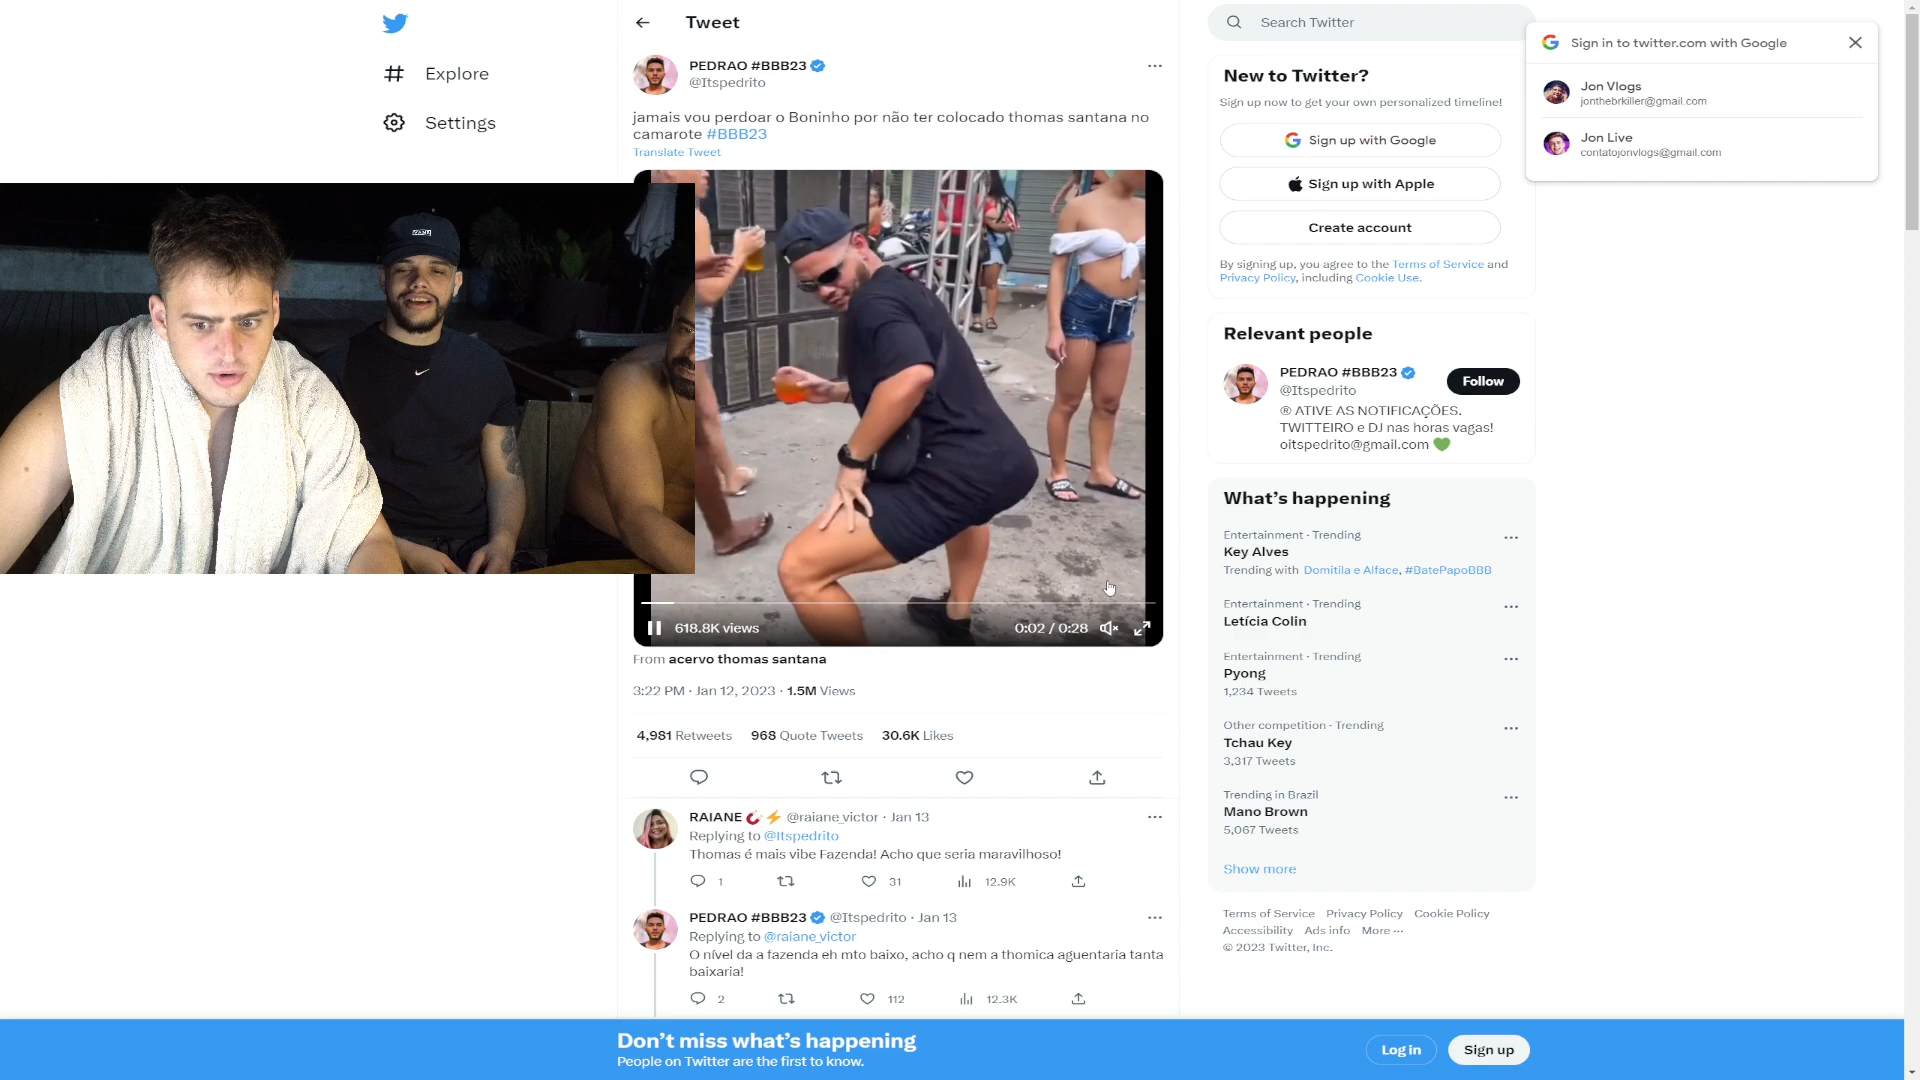 Tweet
Search Twitter
Explore
Settings
PEDRAO #BBB23
@Itspedrito
jamais vou perdoar o Boninho por não ter colocado thomas santana no
camarote #BBB23
Translate Tweet
618.8K views
0:02 / 0:28
From acervo thomas santana
3:22 PM · Jan 12, 2023 · 1.5M Views
4,981 Retweets 968 Quote Tweets 30.6K Likes
RAIANE @raiane_victor · Jan 13
Replying to @Itspedrito
Thomas é mais vibe Fazenda! Acho que seria maravilhoso!
1 31 12.9K
PEDRAO #BBB23 @Itspedrito · Jan 13
Replying to @raiane_victor
O nível da a fazenda eh mto baixo, acho q nem a thomica aguentaria tanta
baixaria!
2 112 12.3K
New to Twitter?
Sign up now to get your own personalized timeline!
Sign up with Google
Sign up with Apple
Create account
By signing up, you agree to the Terms of Service and
Privacy Policy, including Cookie Use.
Relevant people
PEDRAO #BBB23
@Itspedrito
Follow
® ATIVE AS NOTIFICAÇÕES.
TWITTEIRO e DJ nas horas vagas!
oitspedrito@gmail.com
What's happening
Entertainment · Trending
Key Alves
Trending with Domitila e Alface, #BatePapoBBB
Entertainment · Trending
Letícia Colin
Entertainment · Trending
Pyong
1,234 Tweets
Other competition · Trending
Tchau Key
3,317 Tweets
Trending in Brazil
Mano Brown
5,067 Tweets
Show more
Terms of Service Privacy Policy Cookie Policy
Accessibility Ads info More ···
© 2023 Twitter, Inc.
Sign in to twitter.com with Google
Jon Vlogs
jonthebrkiller@gmail.com
Jon Live
contatojonvlogs@gmail.com
Don't miss what's happening
People on Twitter are the first to know.
Log in
Sign up